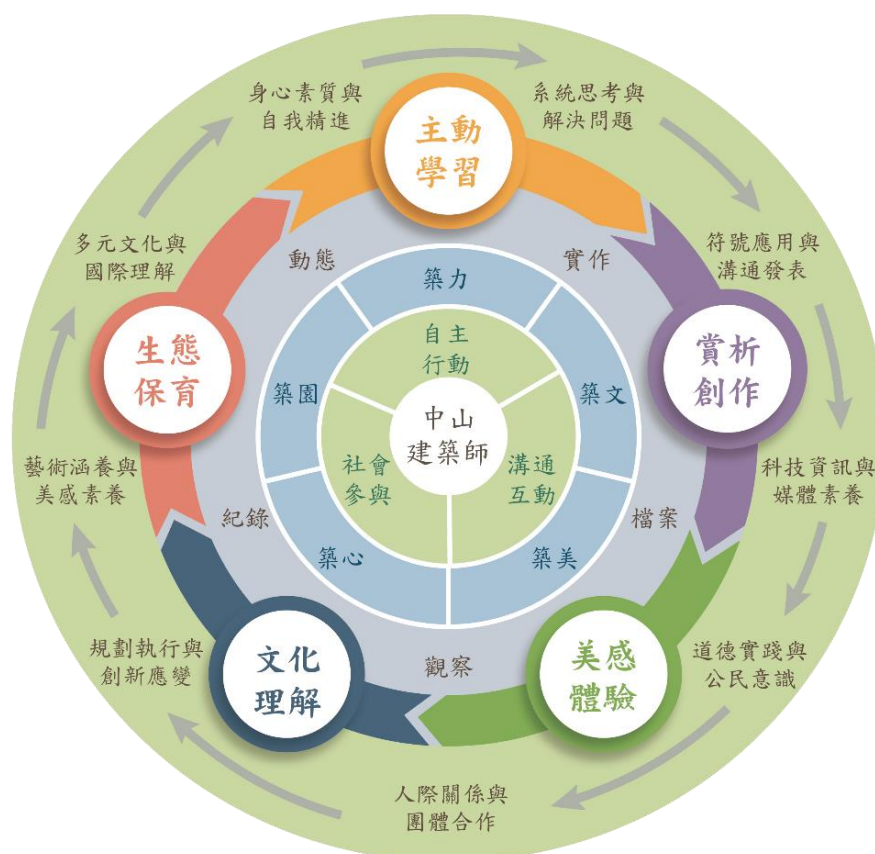 身心素質與
自我精進
系統思考與
解決問題
主動
學習
多元文化與
國際理解
動態
實作
符號應用與
溝通發表
築力
生態
保育
自主
行動
賞析
創作
築園
築文
中山
建築師
藝術涵養與
美感素養
社會
參與
溝通
互動
科技資訊與
媒體素養
紀錄
檔案
築心
築美
規劃執行與
創新應變
文化
理解
觀察
美感
體驗
道德實踐與
公民意識
人際關係與
團體合作